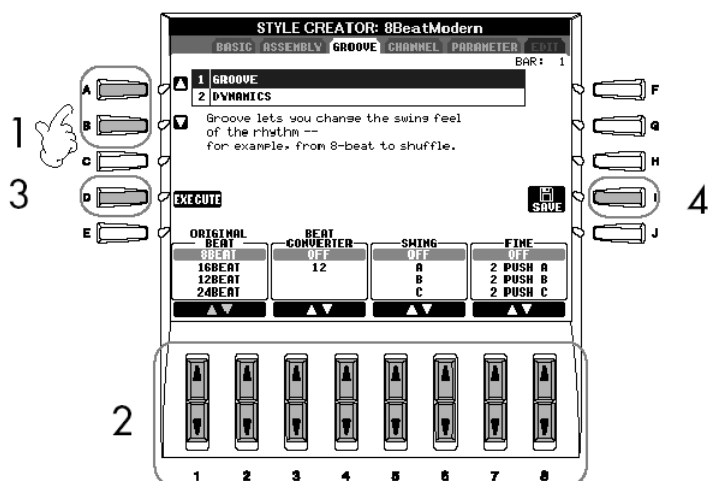 STYLE CREATOR: 8BeatModern
BASIC ASSEMBLY GROOVE CHANNEL PARAMETER EDIT
BAR: 1
1 GROOVE
2 DYNAMICS
Groove lets you change the swing feel
of the rhythm --
for example, from 8-beat to shuffle.
A
B
C
D
E
F
G
H
I
J
1
3
4
EXECUTE
SAVE
ORIGINAL BEAT
8BEAT
16BEAT
12BEAT
24BEAT
BEAT CONVERTER
OFF
12
SWING
OFF
A
B
C
FINE
OFF
2 PUSH A
2 PUSH B
2 PUSH C
2
1 2 3 4 5 6 7 8